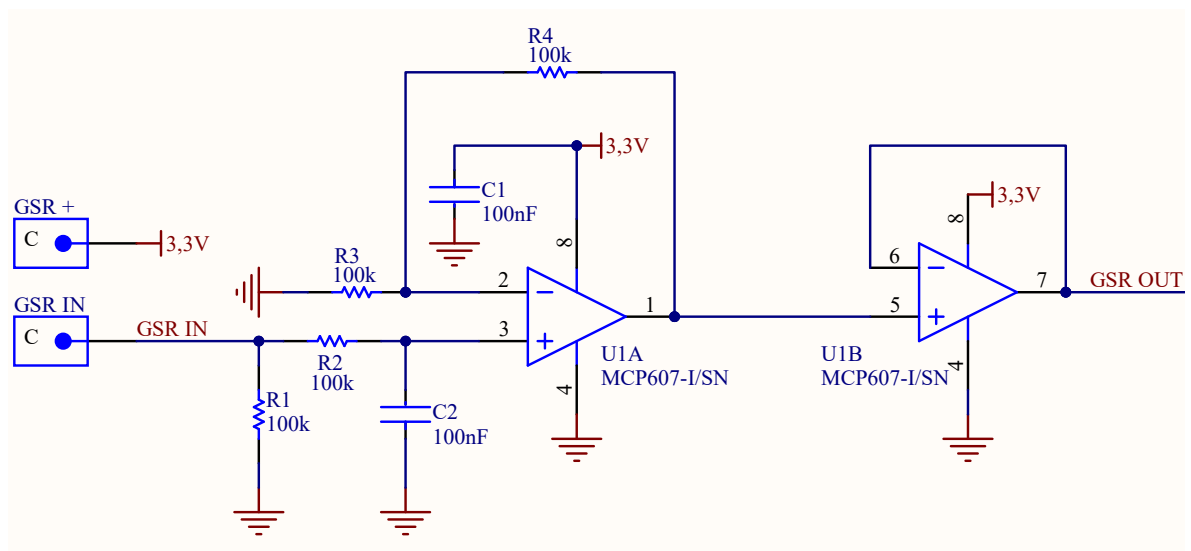 R4
100k
3,3V
C1
100nF
3,3V
GSR +
C
3,3V
8
8
R3
100k
2
6
7
GSR OUT
GSR IN
C
GSR IN
3
1
5
R2
100k
U1A
MCP607-I/SN
U1B
MCP607-I/SN
4
4
R1
100k
C2
100nF